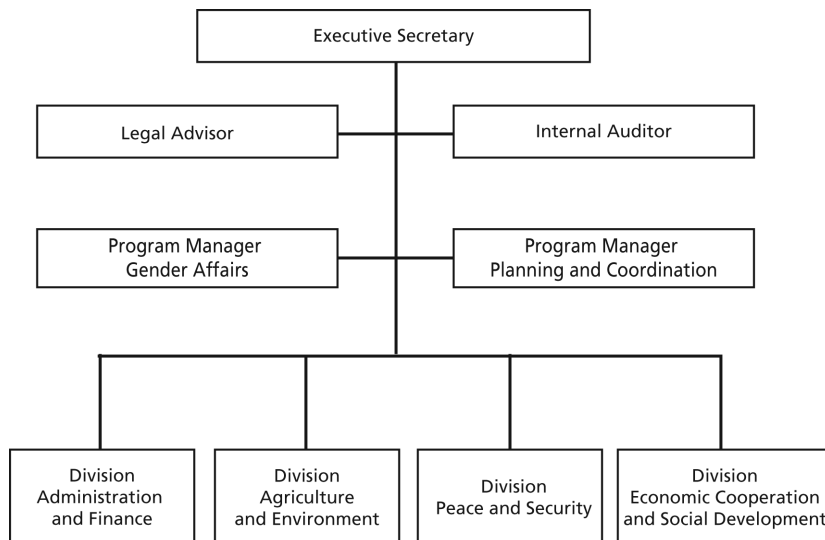 Executive Secretary
Legal Advisor
Internal Auditor
Program Manager
Gender Affairs
Program Manager
Planning and Coordination
Division
Administration
and Finance
Division
Agriculture
and Environment
Division
Peace and Security
Division
Economic Cooperation
and Social Development